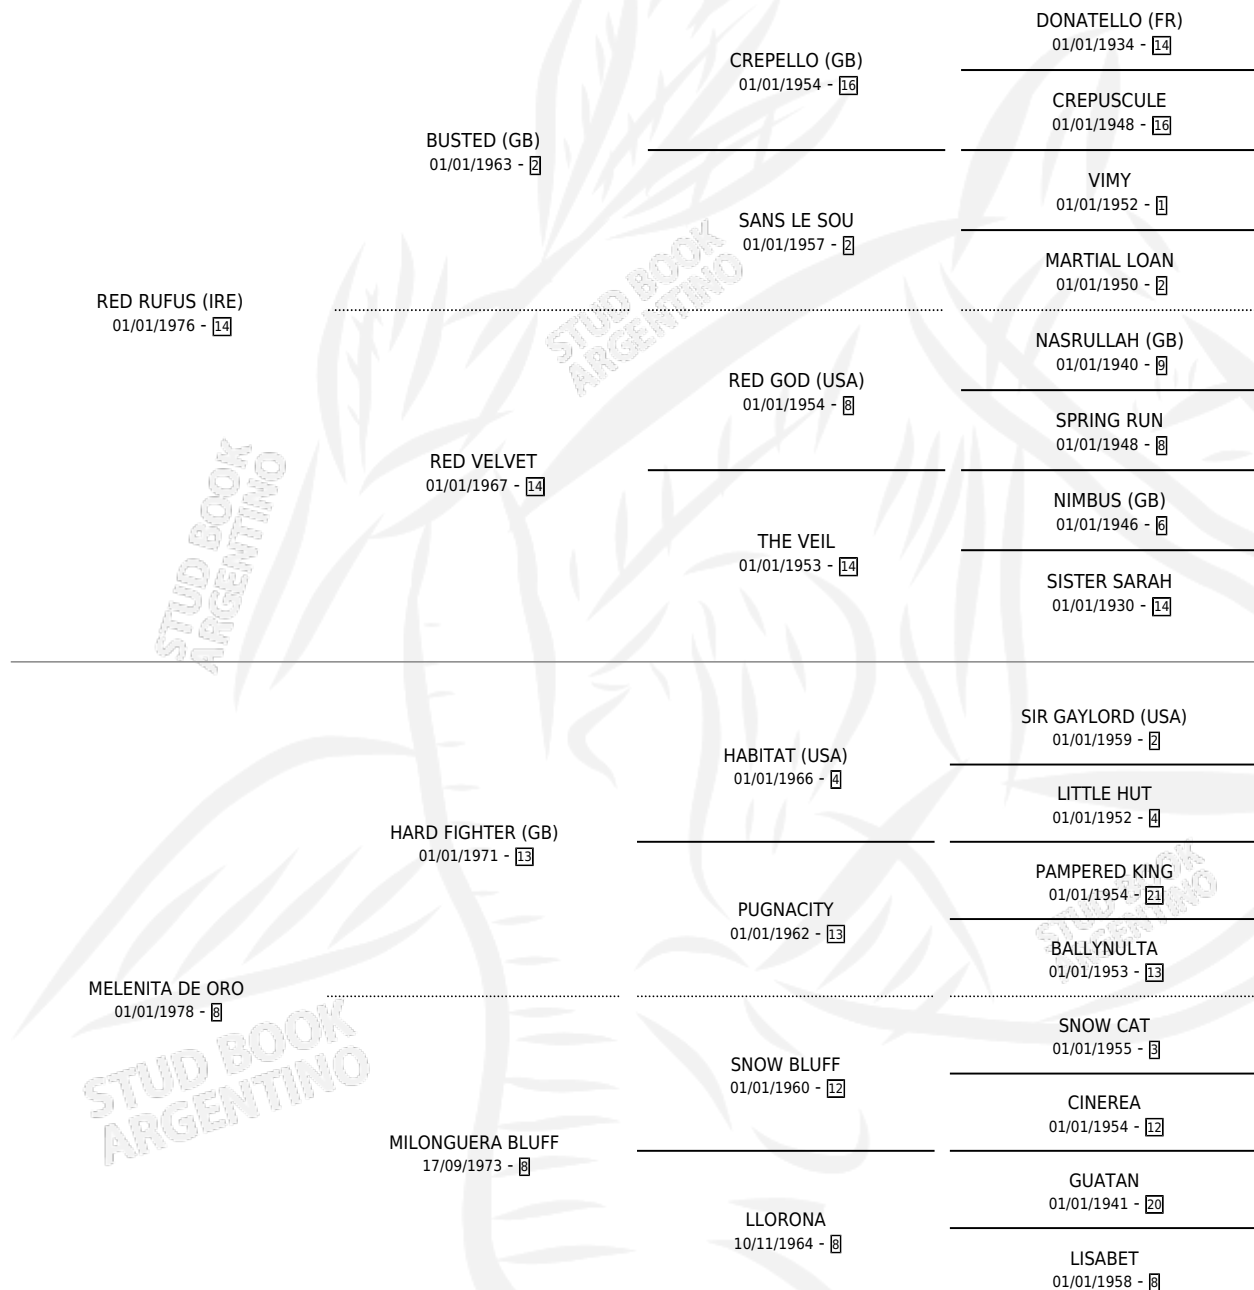 DONATELLO (FR)
01/01/1934 - 14
CREPELLO (GB)
01/01/1954 - 16
CREPUSCULE
01/01/1948 - 16
BUSTED (GB)
01/01/1963 - 2
VIMY
01/01/1952 - 1
SANS LE SOU
01/01/1957 - 2
MARTIAL LOAN
01/01/1950 - 2
RED RUFUS (IRE)
01/01/1976 - 14
STUD BOOK
ARGENTINO
NASRULLAH (GB)
01/01/1940 - 9
RED GOD (USA)
01/01/1954 - 8
SPRING RUN
01/01/1948 - 8
RED VELVET
01/01/1967 - 14
NIMBUS (GB)
01/01/1946 - 6
THE VEIL
01/01/1953 - 14
SISTER SARAH
01/01/1930 - 14
STUD BOOK
ARGENTINO
SIR GAYLORD (USA)
01/01/1959 - 2
HABITAT (USA)
01/01/1966 - 4
LITTLE HUT
01/01/1952 - 4
HARD FIGHTER (GB)
01/01/1971 - 13
PAMPERED KING
01/01/1954 - 21
STUD BOOK
ARGENTINO
PUGNACITY
01/01/1962 - 13
BALLYNULTA
01/01/1953 - 13
MELENITA DE ORO
01/01/1978 - 8
STUD BOOK
ARGENTINO
SNOW CAT
01/01/1955 - 3
SNOW BLUFF
01/01/1960 - 12
CINEREA
01/01/1954 - 12
MILONGUERA BLUFF
17/09/1973 - 8
GUATAN
01/01/1941 - 20
LLORONA
10/11/1964 - 8
LISABET
01/01/1958 - 8